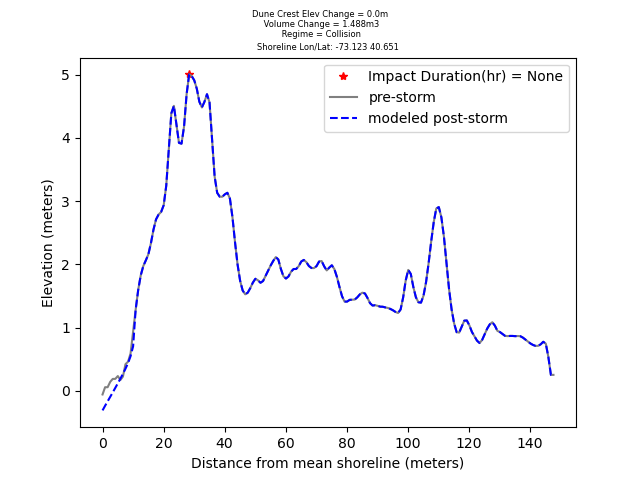 Dune Crest Elev Change = 0.0m
Volume Change = 1.488m3
Regime = Collision
Shoreline Lon/Lat: -73.123 40.651
Impact Duration(hr) = None
pre-storm
modeled post-storm
5
4
3
2
1
0
Elevation (meters)
0 20 40 60 80 100 120 140
Distance from mean shoreline (meters)